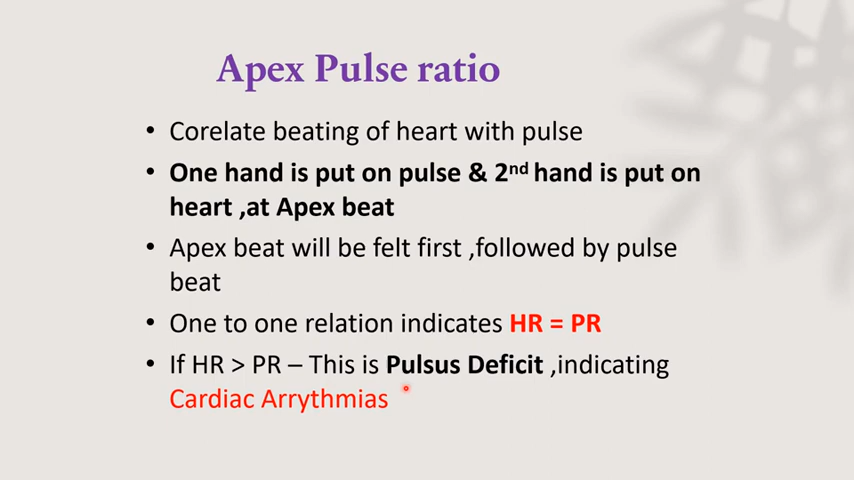 Apex Pulse ratio
• Corelate beating of heart with pulse
• One hand is put on pulse & 2nd hand is put on
heart ,at Apex beat
• Apex beat will be felt first ,followed by pulse
beat
• One to one relation indicates HR = PR
• If HR > PR – This is Pulsus Deficit ,indicating
Cardiac Arrythmias